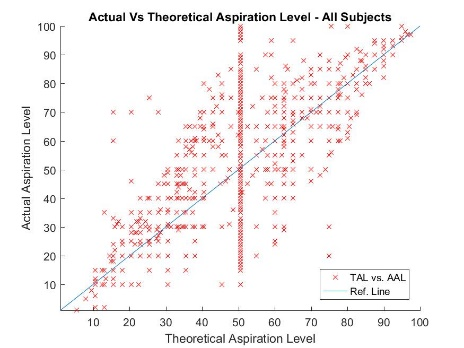 Actual Vs Theoretical Aspiration Level - All Subjects
100
90
80
70
60
50
40
30
20
10
Actual Aspiration Level
10 20 30 40 50 60 70 80 90 100
Theoretical Aspiration Level
TAL vs. AAL
Ref. Line